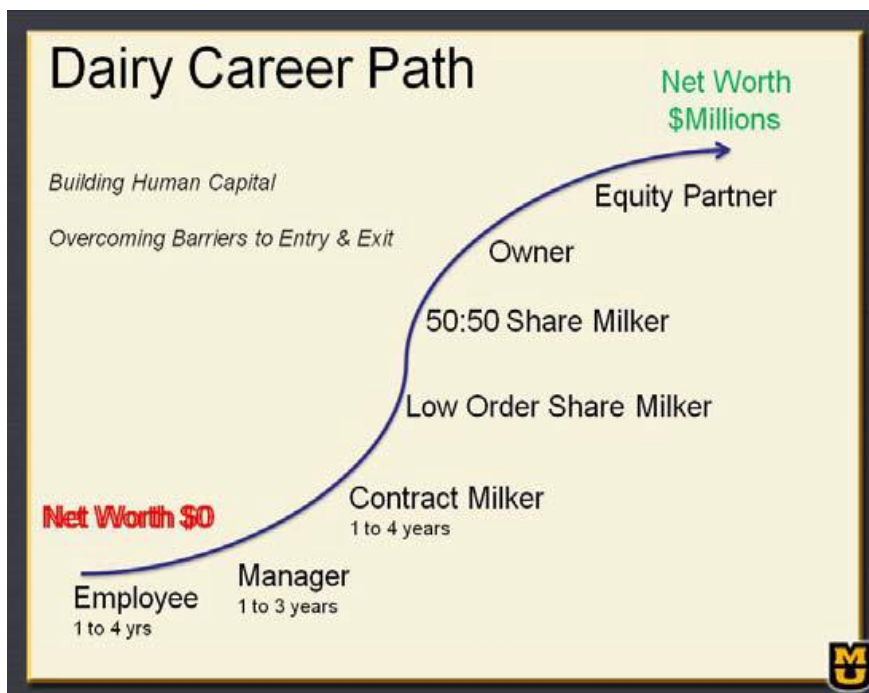 Dairy Career Path
Net Worth
$Millions
Building Human Capital
Overcoming Barriers to Entry & Exit
Equity Partner
Owner
50:50 Share Milker
Low Order Share Milker
Contract Milker
1 to 4 years
Net Worth $0
Manager
1 to 3 years
Employee
1 to 4 yrs
MU